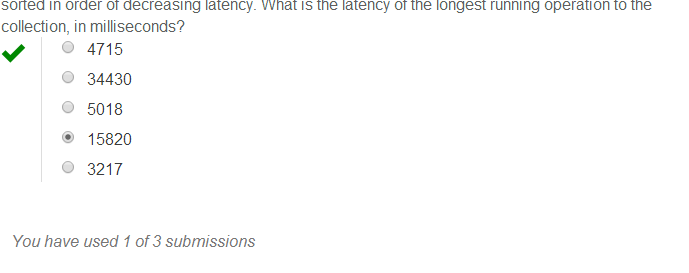 sorted in order of decreasing latency. What is the latency of the longest running operation to the
collection, in milliseconds?
4715
34430
5018
15820
3217
You have used 1 of 3 submissions